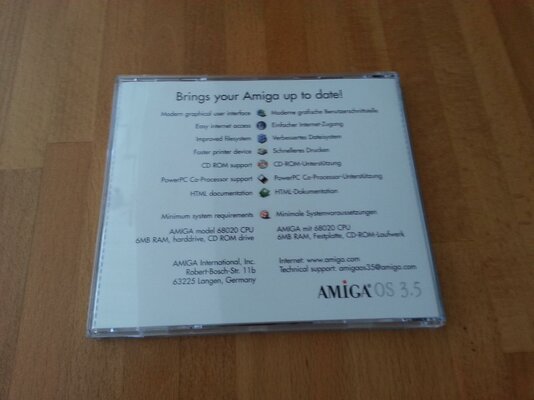 Brings your Amiga up to date!
Modern graphical user interface Moderne grafische Benutzerschnittstelle
Easy internet access Einfacher Internet-Zugang
Improved filesystem Verbessertes Dateisystem
Faster printer device Schnelleres Drucken
CD ROM support CD-ROM-Unterstützung
PowerPC Co-Processor support PowerPC Co-Processor-Unterstützung
HTML documentation HTML-Dokumentation
Minimum system requirements Minimale Systemvoraussetzungen
AMIGA model 68020 CPU AMIGA mit 68020 CPU
6MB RAM, harddrive, CD ROM drive 6MB RAM, Festplatte, CD-ROM-Laufwerk
AMIGA International, Inc. Internet: www.amiga.com
Robert-Bosch-Str. 11b Technical support: amigaos35@amiga.com
63225 Langen, Germany
AMIGA OS 3.5